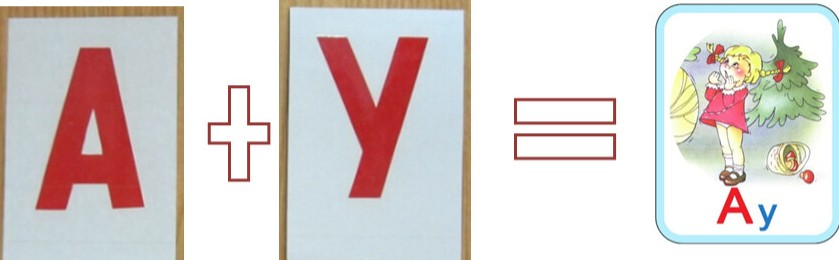 А + У =
Ау